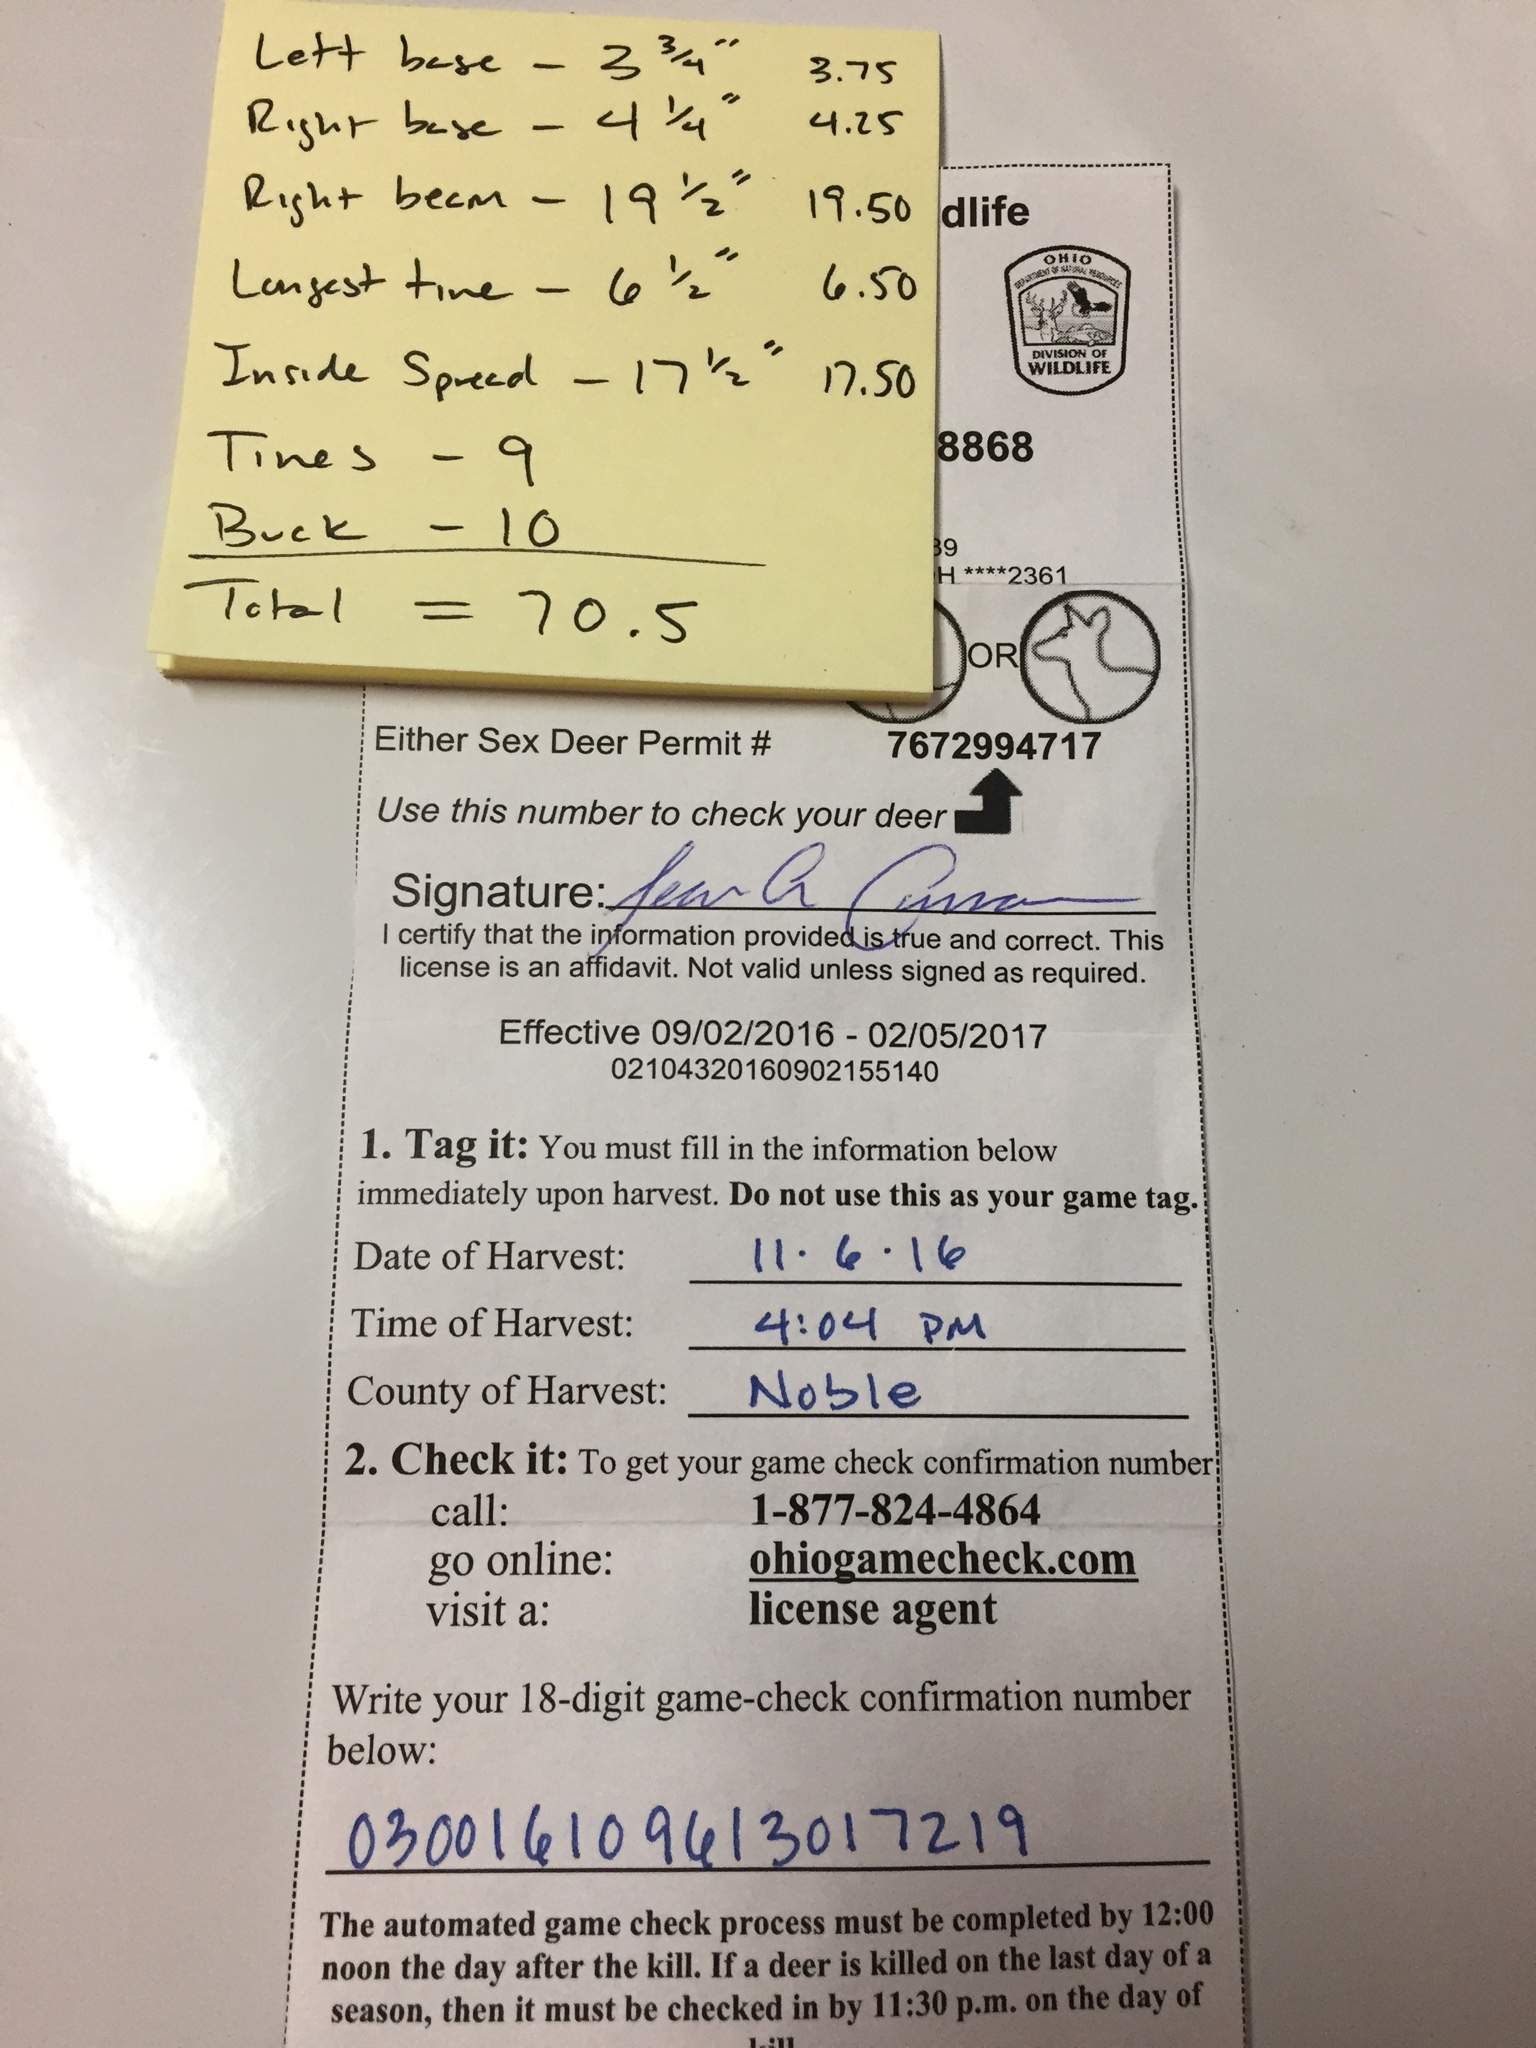 Left base - 3 3/4" 3.75
Right base - 4 1/4" 4.25
Right beam - 19 1/2" 19.50
Longest tine - 6 1/2" 6.50
Inside Spread - 17 1/2" 17.50
Tines - 9
Buck - 10
Total = 70.5
dlife
OHIO
DEPARTMENT OF NATURAL RESOURCES
DIVISION OF
WILDLIFE
8868
39
H ****2361
OR
Either Sex Deer Permit # 7672994717
Use this number to check your deer
Signature: Sean A Curran
I certify that the information provided is true and correct. This
license is an affidavit. Not valid unless signed as required.
Effective 09/02/2016 - 02/05/2017
02104320160902155140
1. Tag it: You must fill in the information below
immediately upon harvest. Do not use this as your game tag.
Date of Harvest: 11.6.16
Time of Harvest: 4:04 PM
County of Harvest: Noble
2. Check it: To get your game check confirmation number
call: 1-877-824-4864
go online: ohiogamecheck.com
visit a: license agent
Write your 18-digit game-check confirmation number
below:
030016109613017219
The automated game check process must be completed by 12:00
noon the day after the kill. If a deer is killed on the last day of a
season, then it must be checked in by 11:30 p.m. on the day of
kill